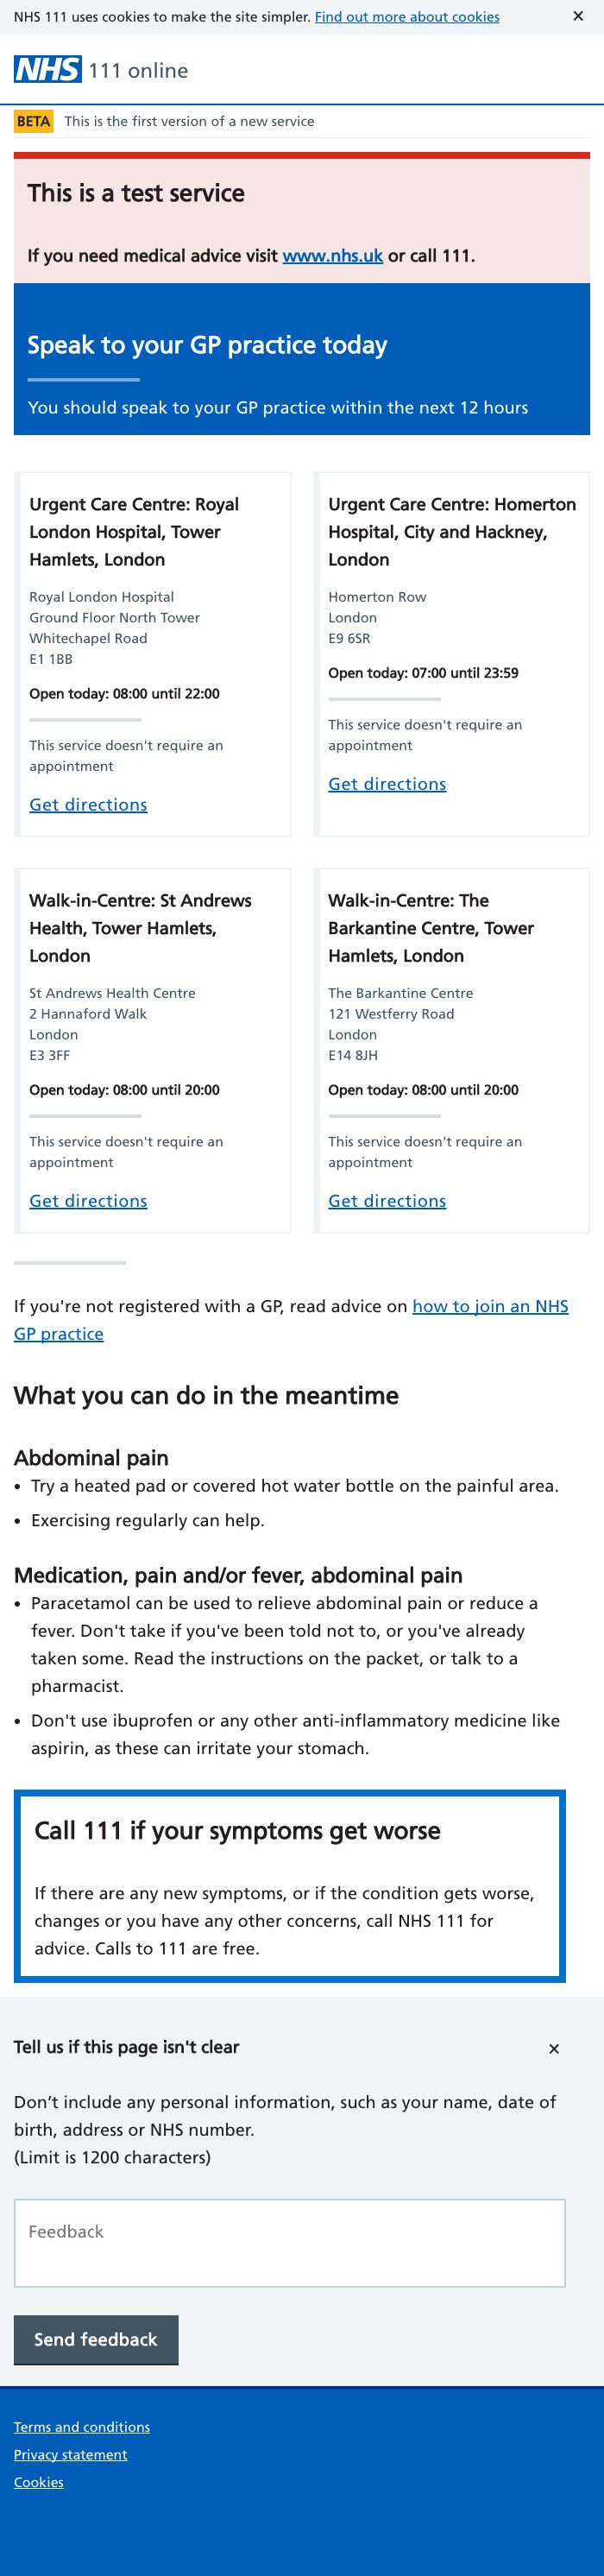 NHS 111 uses cookies to make the site simpler. Find out more about cookies ✕
NHS 111 online
BETA This is the first version of a new service
This is a test service
If you need medical advice visit www.nhs.uk or call 111.
Speak to your GP practice today
You should speak to your GP practice within the next 12 hours
Urgent Care Centre: Royal
London Hospital, Tower
Hamlets, London
Royal London Hospital
Ground Floor North Tower
Whitechapel Road
E1 1BB
Open today: 08:00 until 22:00
This service doesn't require an
appointment
Get directions
Urgent Care Centre: Homerton
Hospital, City and Hackney,
London
Homerton Row
London
E9 6SR
Open today: 07:00 until 23:59
This service doesn't require an
appointment
Get directions
Walk-in-Centre: St Andrews
Health, Tower Hamlets,
London
St Andrews Health Centre
2 Hannaford Walk
London
E3 3FF
Open today: 08:00 until 20:00
This service doesn't require an
appointment
Get directions
Walk-in-Centre: The
Barkantine Centre, Tower
Hamlets, London
The Barkantine Centre
121 Westferry Road
London
E14 8JH
Open today: 08:00 until 20:00
This service doesn't require an
appointment
Get directions
If you're not registered with a GP, read advice on how to join an NHS
GP practice
What you can do in the meantime
Abdominal pain
• Try a heated pad or covered hot water bottle on the painful area.
• Exercising regularly can help.
Medication, pain and/or fever, abdominal pain
• Paracetamol can be used to relieve abdominal pain or reduce a
fever. Don't take if you've been told not to, or you've already
taken some. Read the instructions on the packet, or talk to a
pharmacist.
• Don't use ibuprofen or any other anti-inflammatory medicine like
aspirin, as these can irritate your stomach.
Call 111 if your symptoms get worse
If there are any new symptoms, or if the condition gets worse,
changes or you have any other concerns, call NHS 111 for
advice. Calls to 111 are free.
Tell us if this page isn't clear ✕
Don’t include any personal information, such as your name, date of
birth, address or NHS number.
(Limit is 1200 characters)
Feedback
Send feedback
Terms and conditions
Privacy statement
Cookies